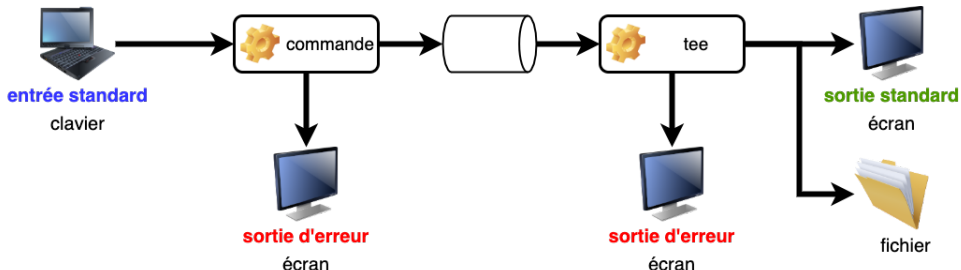 commande
tee
entrée standard
clavier
sortie standard
écran
sortie d'erreur
écran
sortie d'erreur
écran
fichier